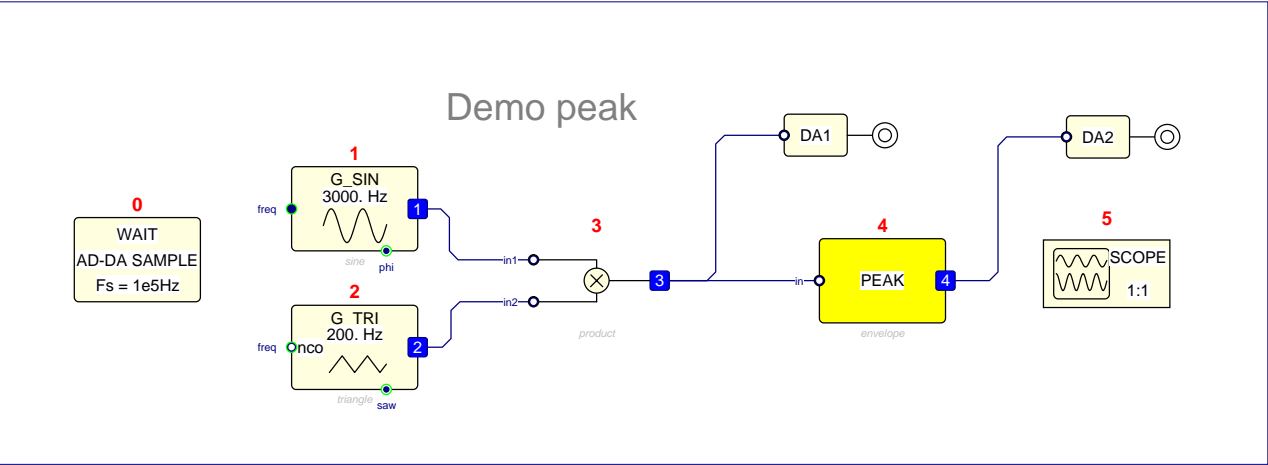 Demo peak
DA1
DA2
1
G_SIN
3000. Hz
freq
1
phi
sine
0
WAIT
AD-DA SAMPLE
Fs = 1e5Hz
2
G_TRI
200. Hz
freq
nco
2
saw
triangle
3
in1
in2
3
product
4
in
PEAK
4
envelope
5
SCOPE
1:1